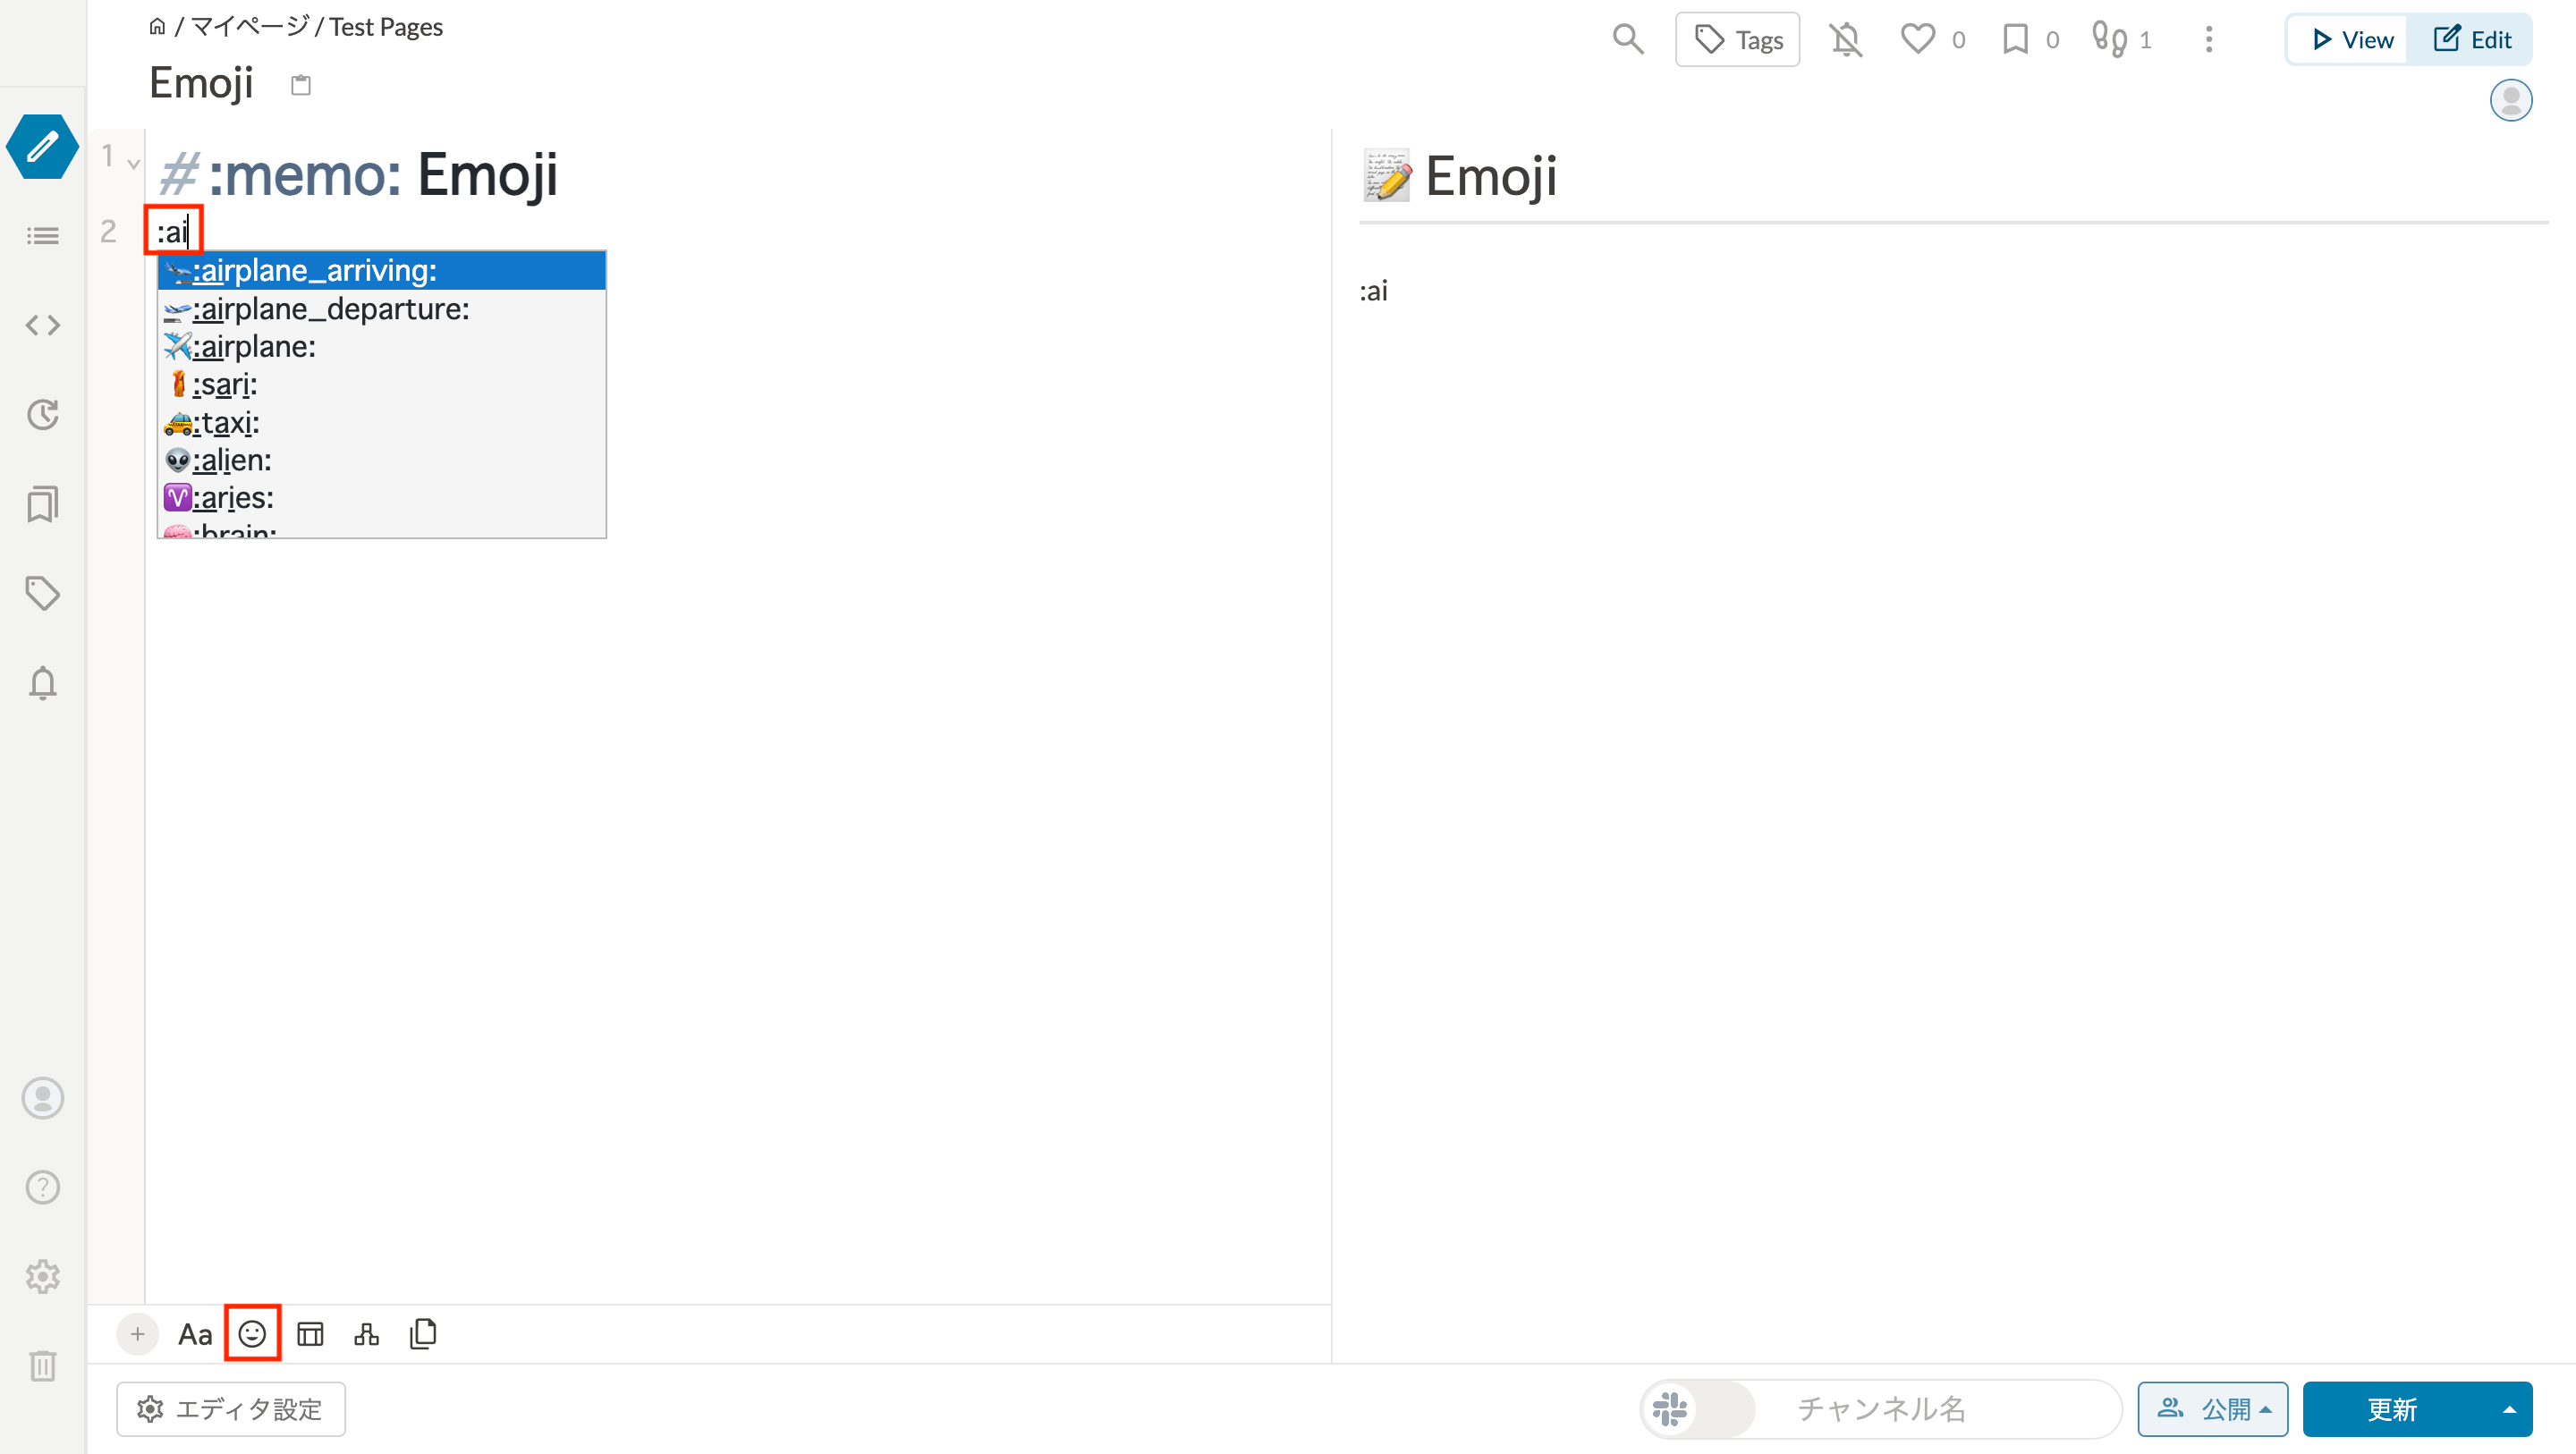 / マイページ / Test Pages
Emoji
Tags
0
0
1
View
Edit
1
# :memo: Emoji
2
:ai
:airplane_arriving:
:airplane_departure:
:airplane:
:sari:
:taxi:
:alien:
:aries:
:brain:
Emoji
:ai
Aa
エディタ設定
チャンネル名
公開
更新